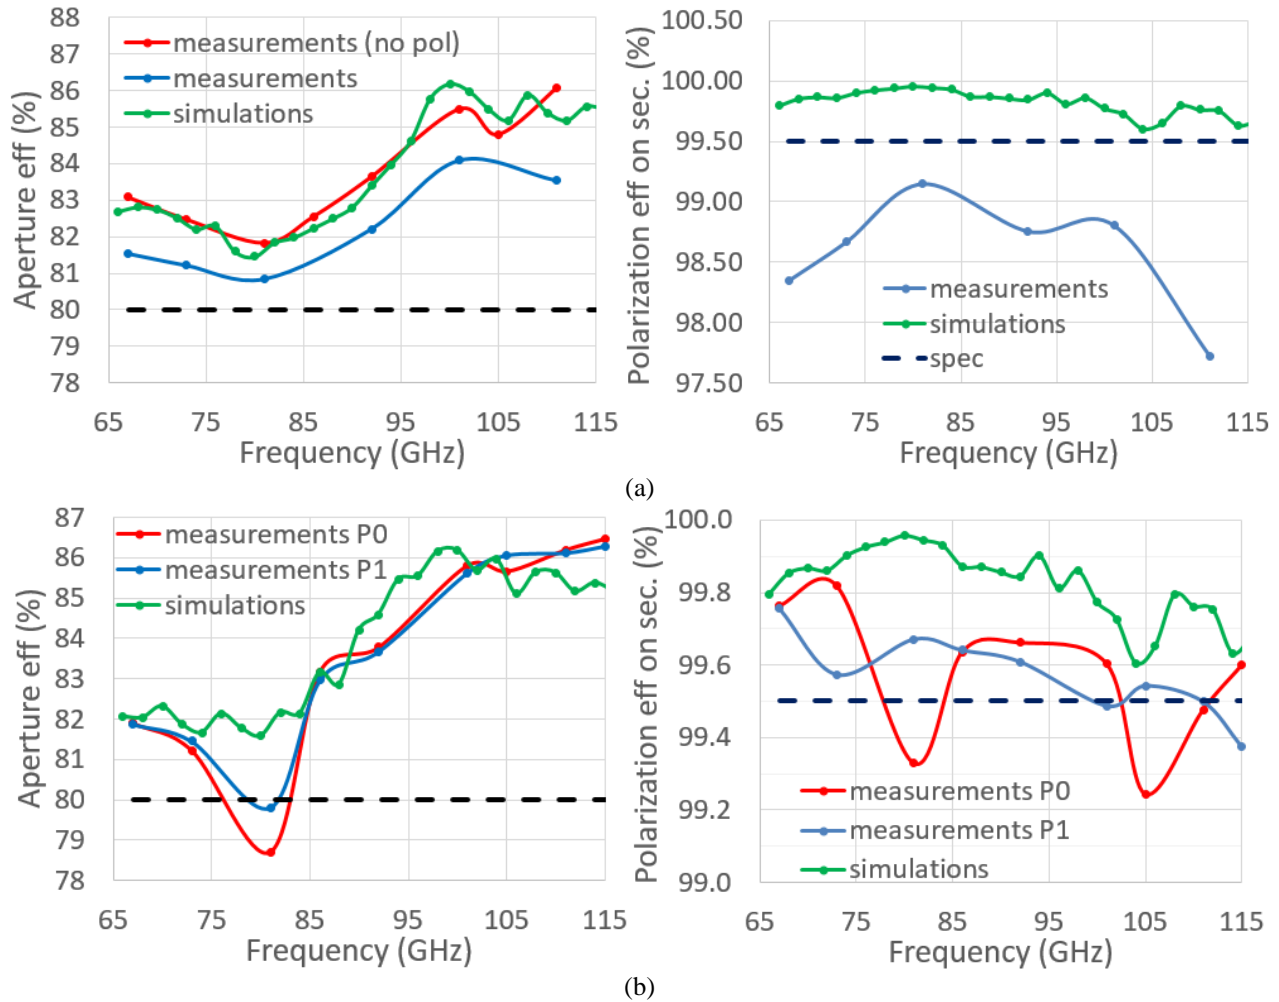 Aperture eff (%)
88
87
86
85
84
83
82
81
80
79
78
measurements (no pol)
measurements
simulations
65 75 85 95 105 115
Frequency (GHz)
Polarization eff on sec. (%)
100.50
100.00
99.50
99.00
98.50
98.00
97.50
measurements
simulations
spec
65 75 85 95 105 115
Frequency (GHz)
(a)
Aperture eff (%)
87
86
85
84
83
82
81
80
79
78
measurements P0
measurements P1
simulations
65 75 85 95 105 115
Frequency (GHz)
Polarization eff on sec. (%)
100.0
99.8
99.6
99.4
99.2
99.0
measurements P0
measurements P1
simulations
65 75 85 95 105 115
Frequency (GHz)
(b)